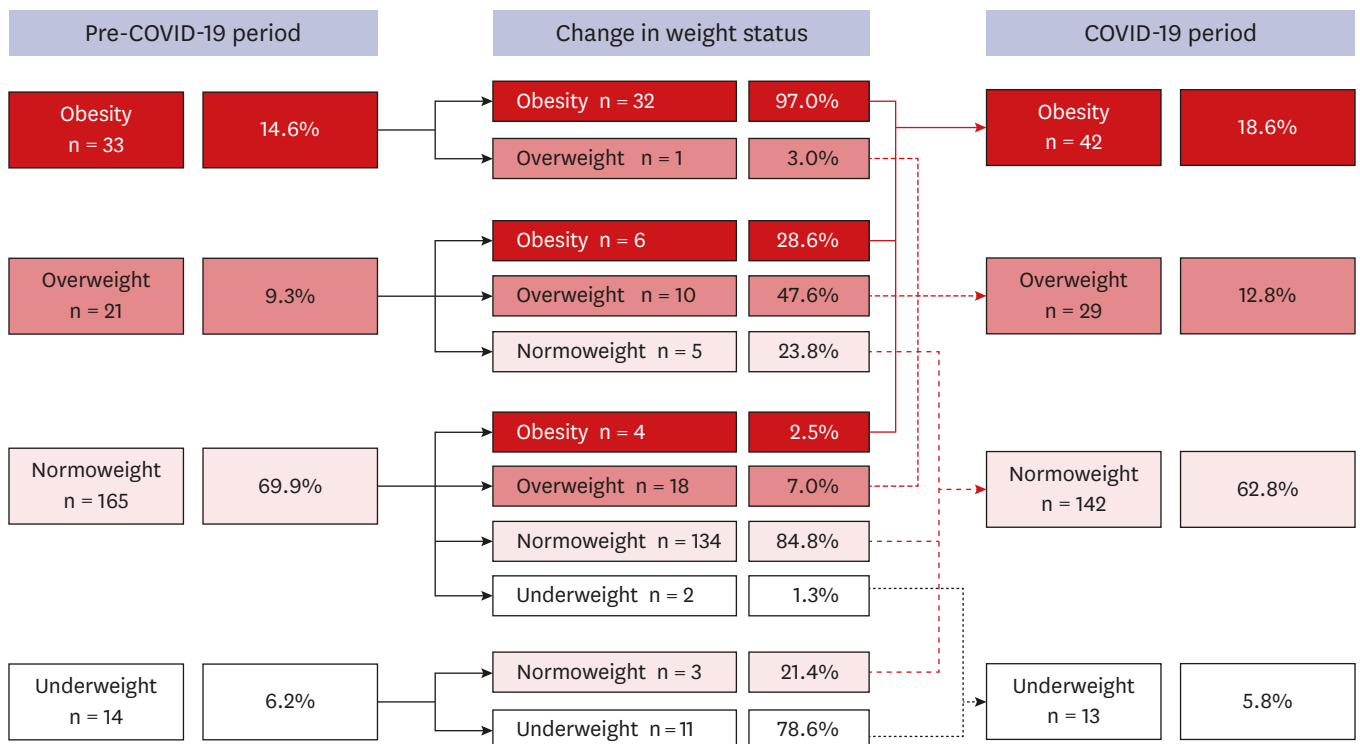 Pre-COVID-19 period
Change in weight status
COVID-19 period
Obesity
n = 33
14.6%
Obesity n = 32
97.0%
Overweight n = 1
3.0%
Obesity
n = 42
18.6%
Overweight
n = 21
9.3%
Obesity n = 6
28.6%
Overweight n = 10
47.6%
Normoweight n = 5
23.8%
Overweight
n = 29
12.8%
Normoweight
n = 165
69.9%
Obesity n = 4
2.5%
Overweight n = 18
7.0%
Normoweight n = 134
84.8%
Underweight n = 2
1.3%
Normoweight
n = 142
62.8%
Underweight
n = 14
6.2%
Normoweight n = 3
21.4%
Underweight n = 11
78.6%
Underweight
n = 13
5.8%